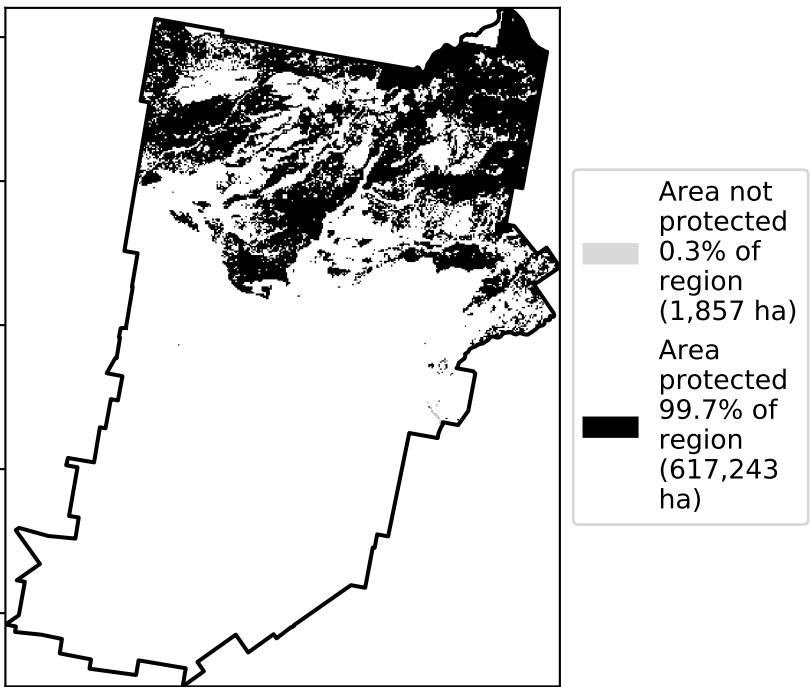 Area not
protected
0.3% of
region
(1,857 ha)
Area
protected
99.7% of
region
(617,243
ha)